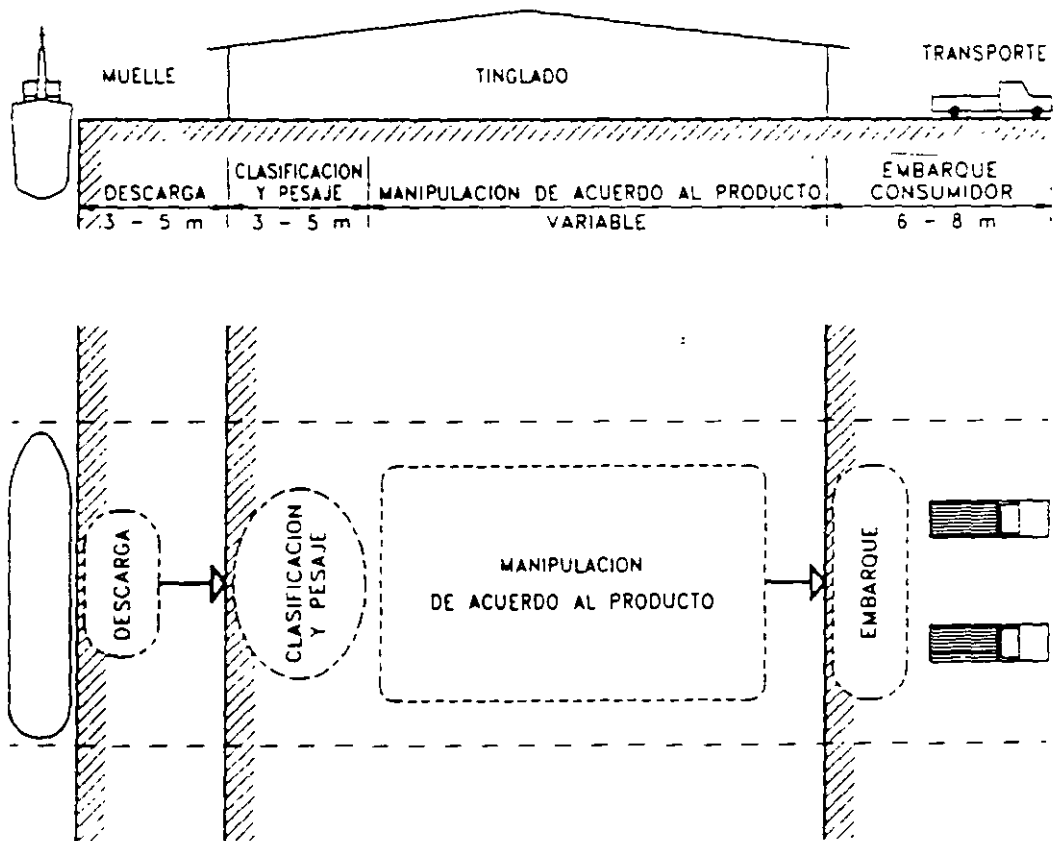 MUELLE
TINGLADO
TRANSPORTE
DESCARGA
CLASIFICACION
Y PESAJE
MANIPULACION DE ACUERDO AL PRODUCTO
EMBARQUE
CONSUMIDOR
3 - 5 m
3 - 5 m
VARIABLE
6 - 8 m
DESCARGA
CLASIFICACION
Y PESAJE
MANIPULACION
DE ACUERDO AL PRODUCTO
EMBARQUE